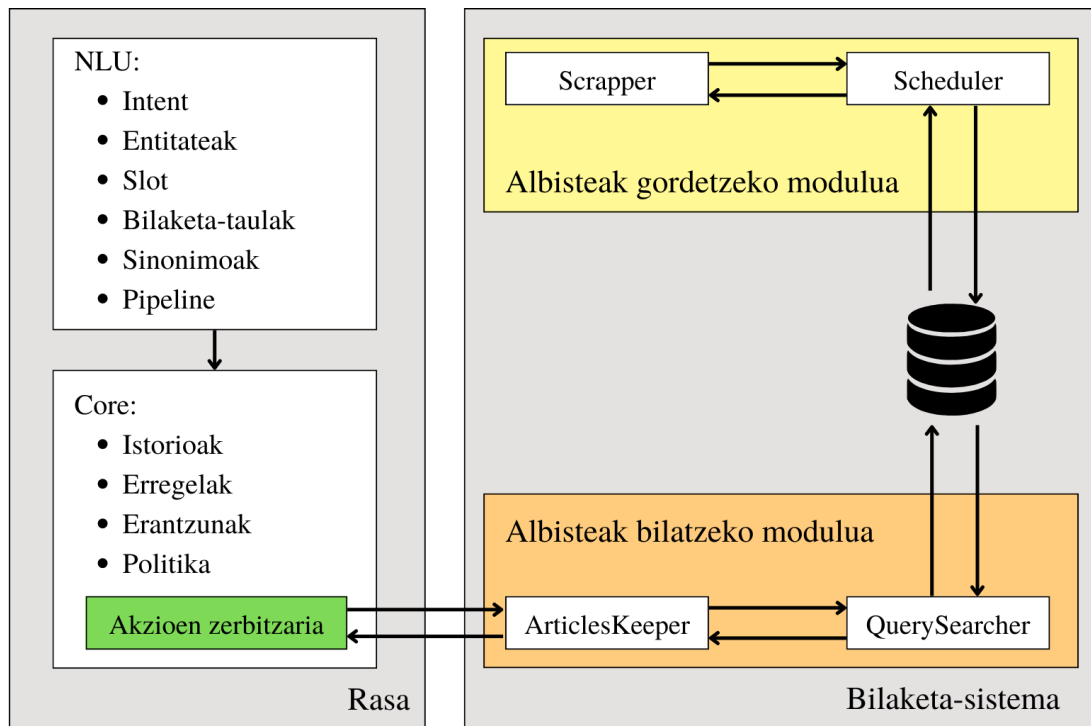 NLU:
• Intent
• Entitateak
• Slot
• Bilaketa-taulak
• Sinonimoak
• Pipeline
Core:
• Istorioak
• Erregelak
• Erantzunak
• Politika
Akzioen zerbitzaria
Rasa
Scrapper
Scheduler
Albisteak gordetzeko modulua
Albisteak bilatzeko modulua
ArticlesKeeper
QuerySearcher
Bilaketa-sistema